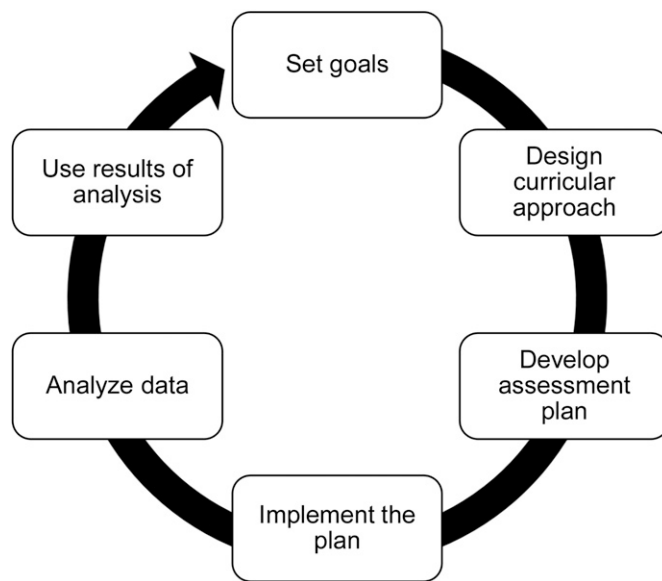 Set goals
Design
curricular
approach
Develop
assessment
plan
Implement the
plan
Analyze data
Use results of
analysis